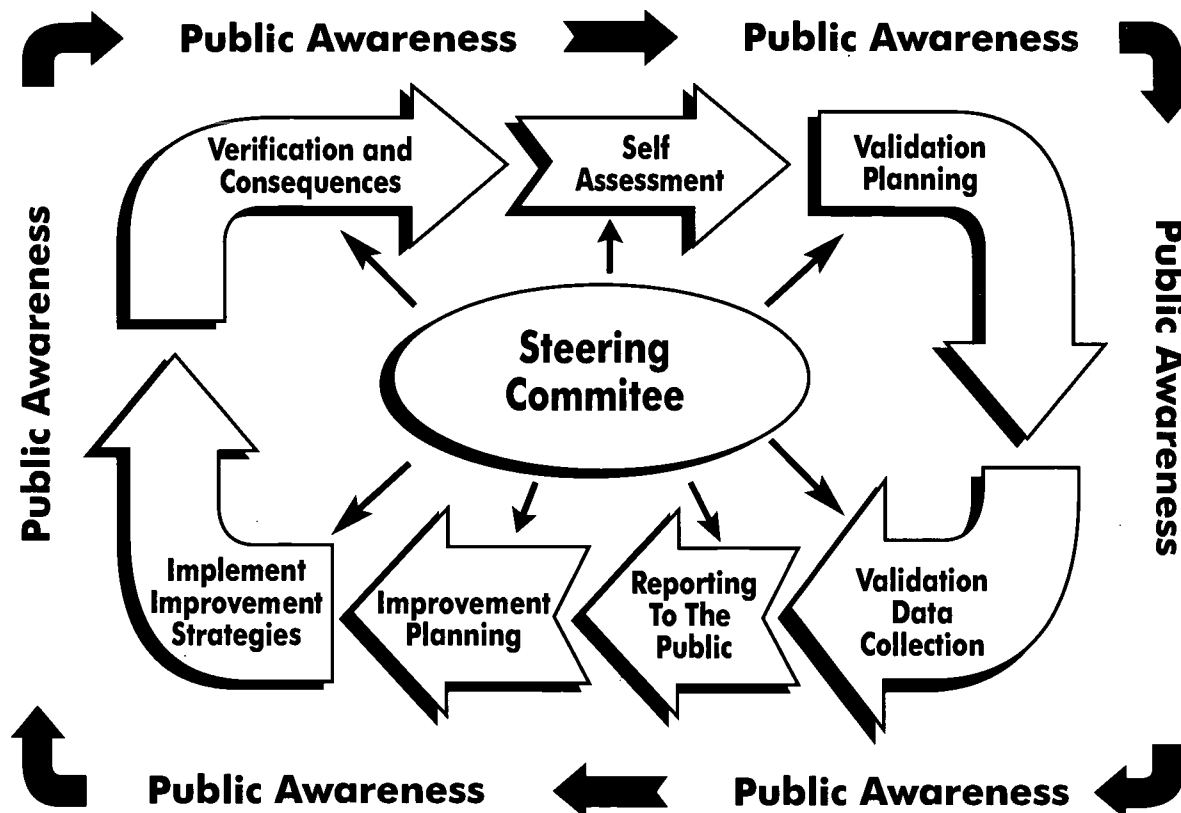 Public Awareness
Public Awareness
Verification and
Consequences
Self
Assessment
Validation
Planning
Public Awareness
Public Awareness
Steering
Commitee
Implement
Improvement
Strategies
Improvement
Planning
Reporting
To The
Public
Validation
Data
Collection
Public Awareness
Public Awareness